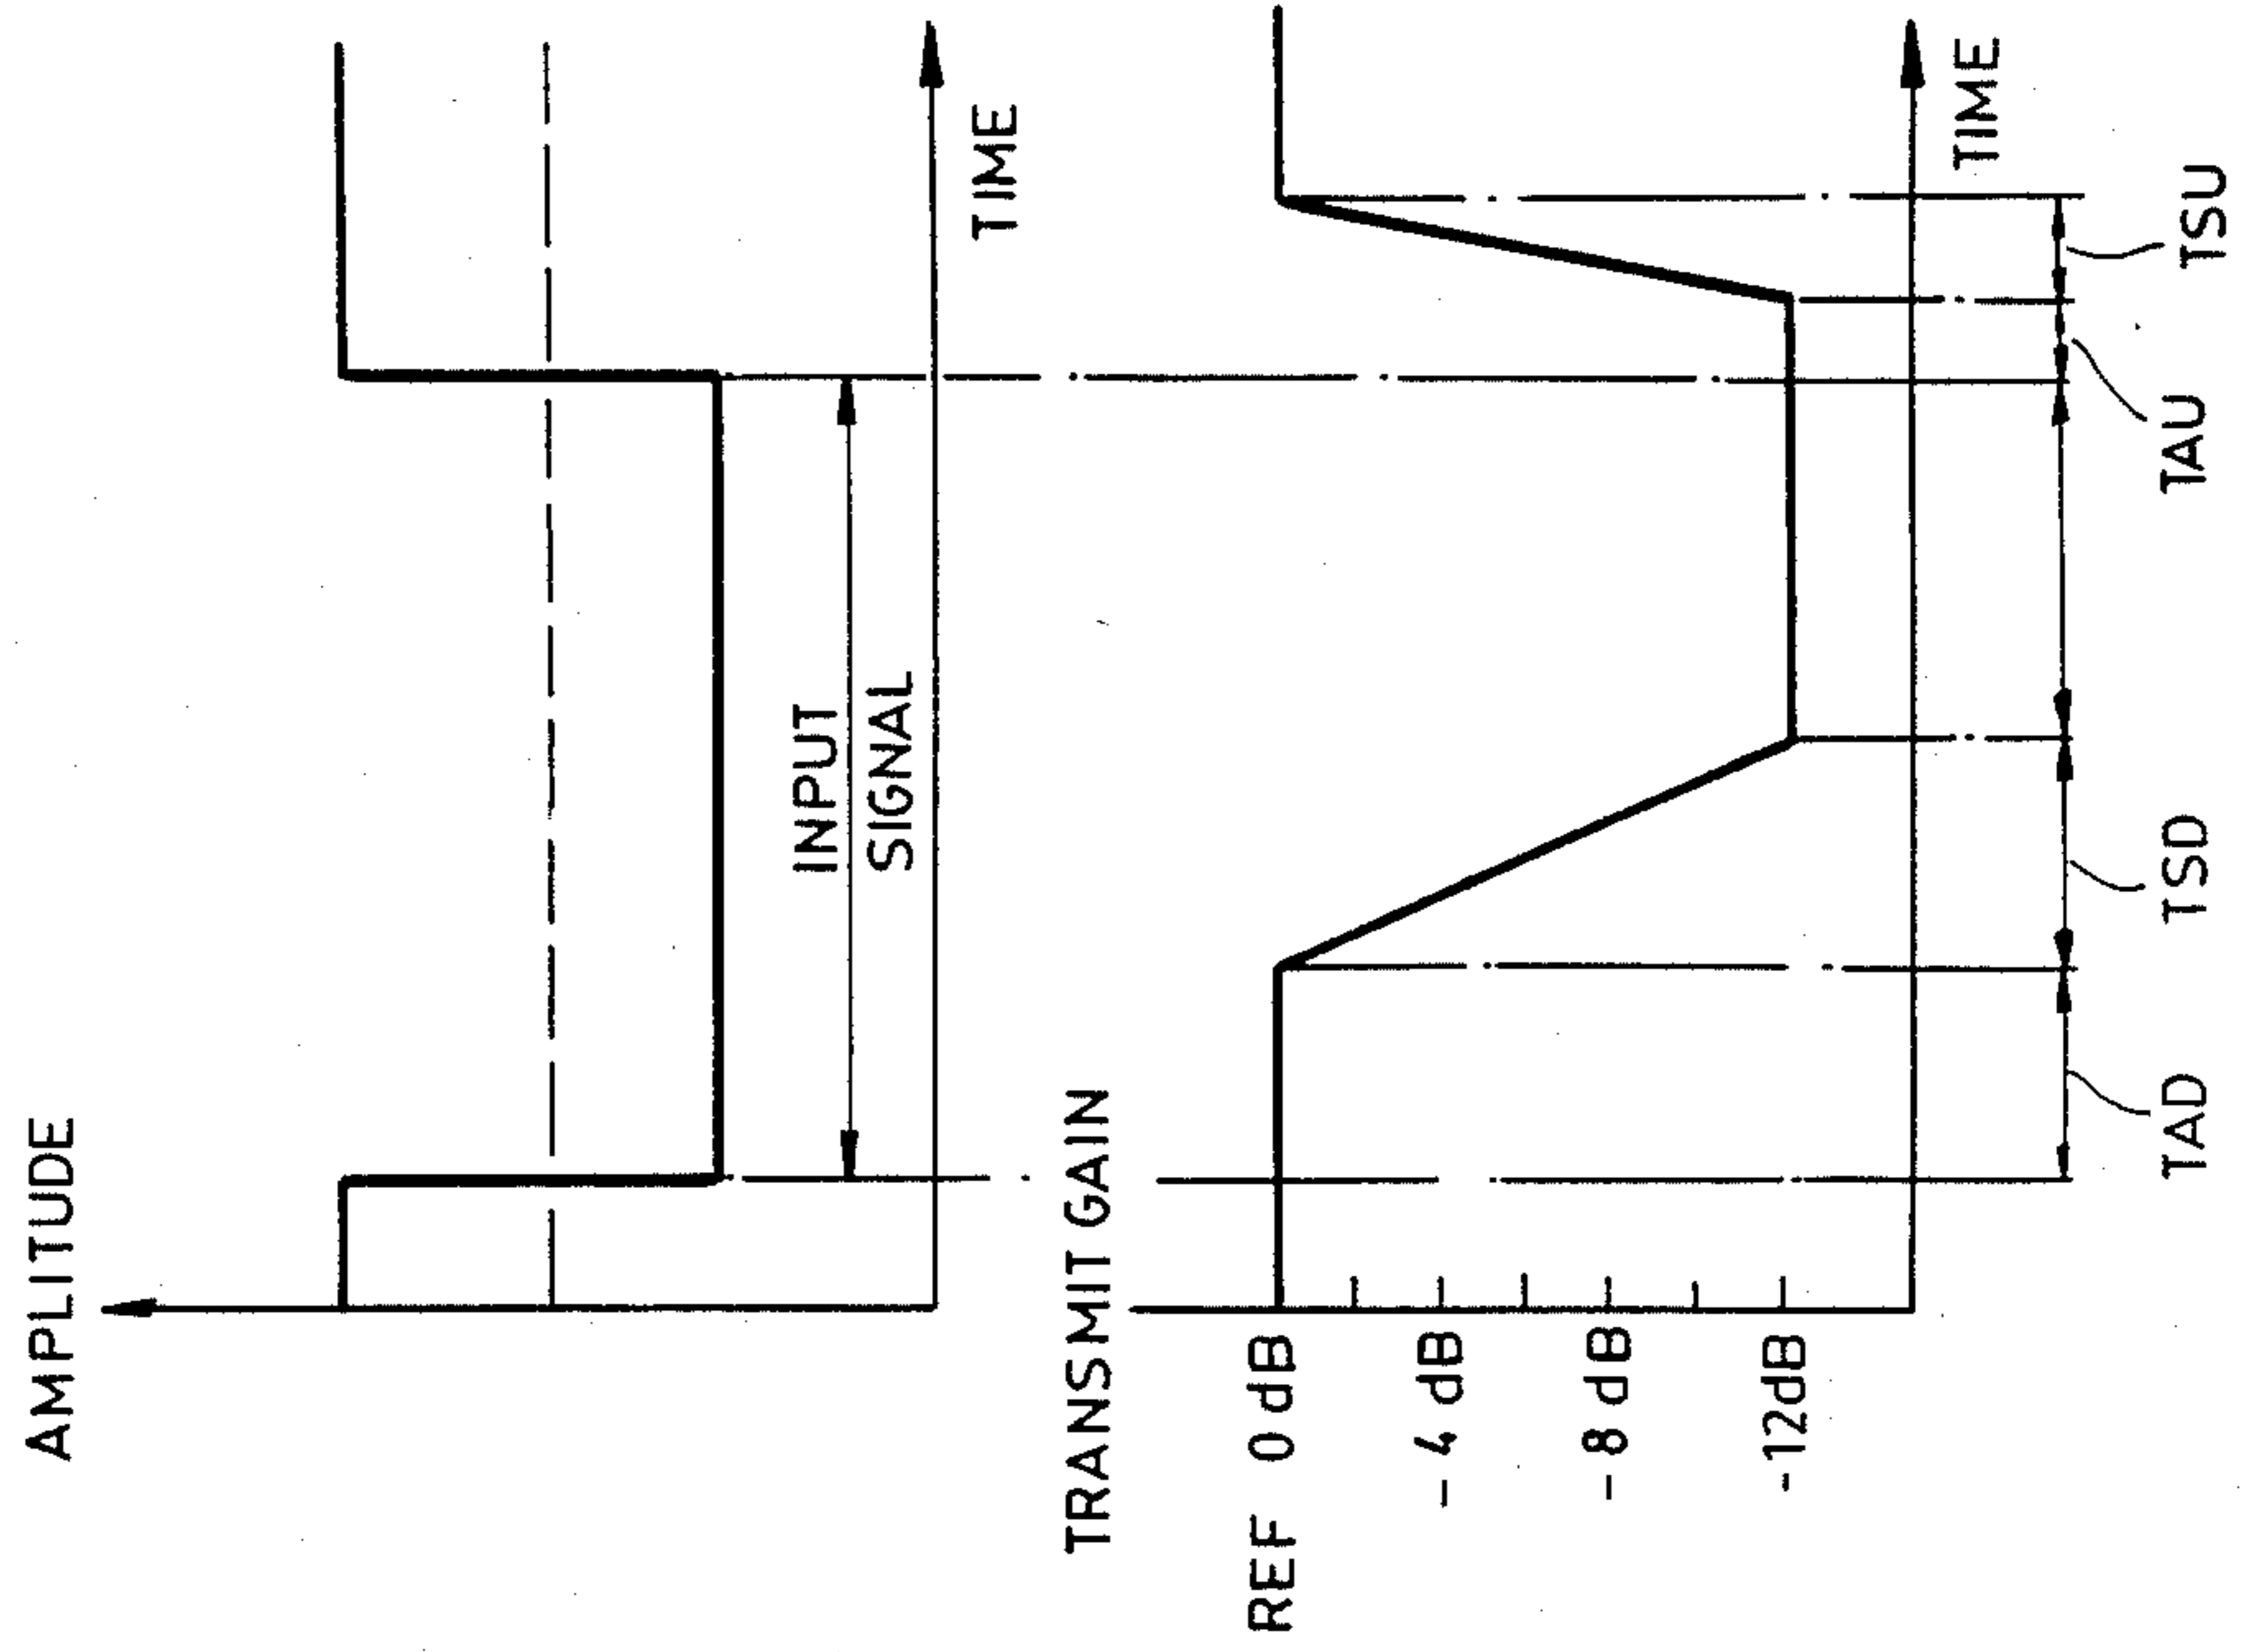 AMPLITUDE
INPUT
SIGNAL
TIME
TRANSMIT GAIN
REF 0 dB
- 4 dB
- 8 dB
-12dB
TIME
TAD
TSD
TAU
TSU